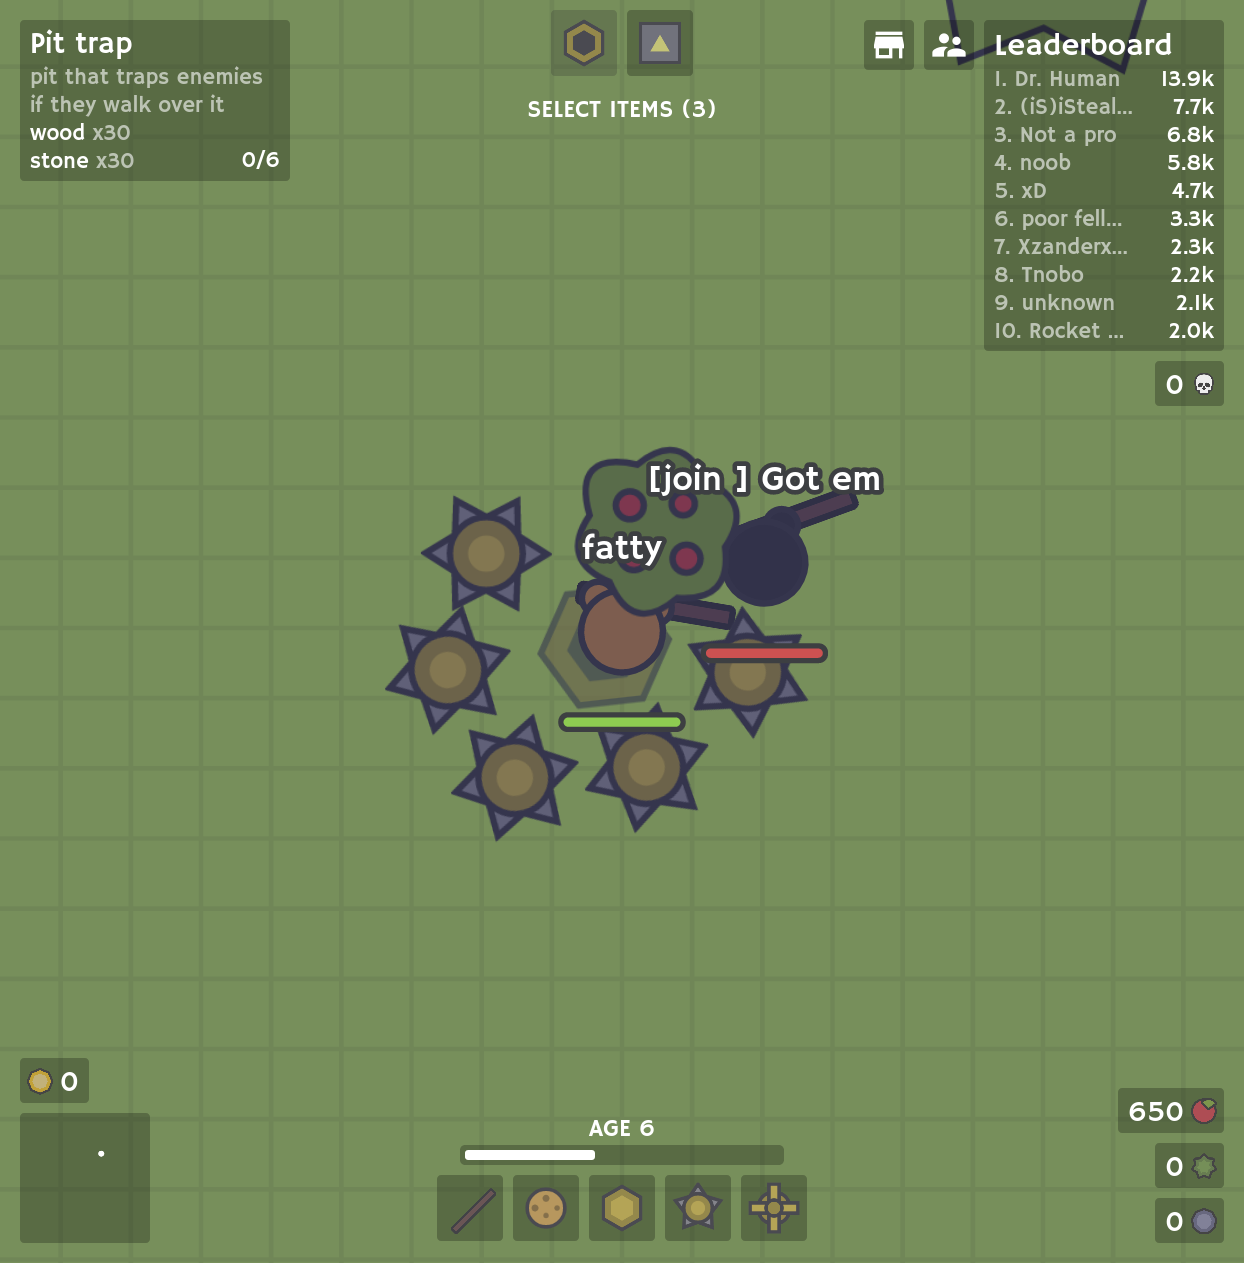 Pit trap
pit that traps enemies
if they walk over it
wood x30
stone x30 0/6
SELECT ITEMS (3)
Leaderboard
1. Dr. Human 13.9k
2. (iS)iSteal... 7.7k
3. Not a pro 6.8k
4. noob 5.8k
5. xD 4.7k
6. poor fell... 3.3k
7. Xzanderx... 2.3k
8. Tnobo 2.2k
9. unknown 2.1k
10. Rocket ... 2.0k
0
[join ] Got em
fatty
0
AGE 6
650
0
0